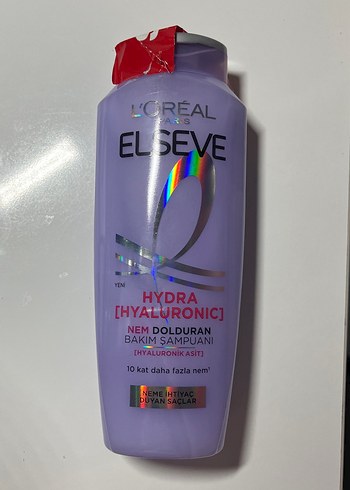 L'ORÉAL
PARIS
ELSEVE
YENİ
HYDRA
[HYALURONIC]
NEM DOLDURAN
BAKIM ŞAMPUANI
[HYALURONİK ASİT]
10 kat daha fazla nem¹
NEME İHTİYAÇ
DUYAN SAÇLAR